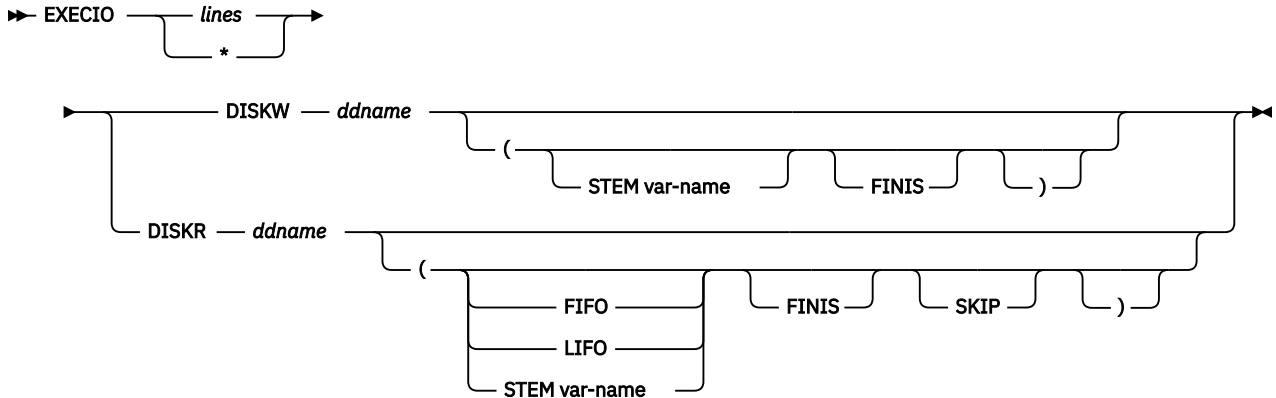 EXECIO lines
*
DISKW ddname
(
STEM var-name FINIS )
DISKR ddname
(
FIFO FINIS SKIP )
LIFO
STEM var-name